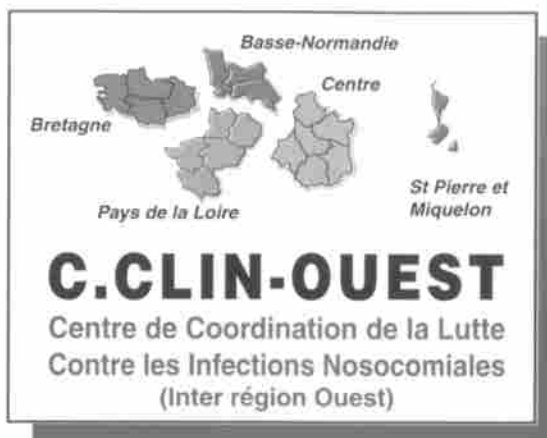 Basse-Normandie
Centre
Bretagne
St Pierre et
Miquelon
Pays de la Loire
C.CLIN-OUEST
Centre de Coordination de la Lutte
Contre les Infections Nosocomiales
(Inter région Ouest)